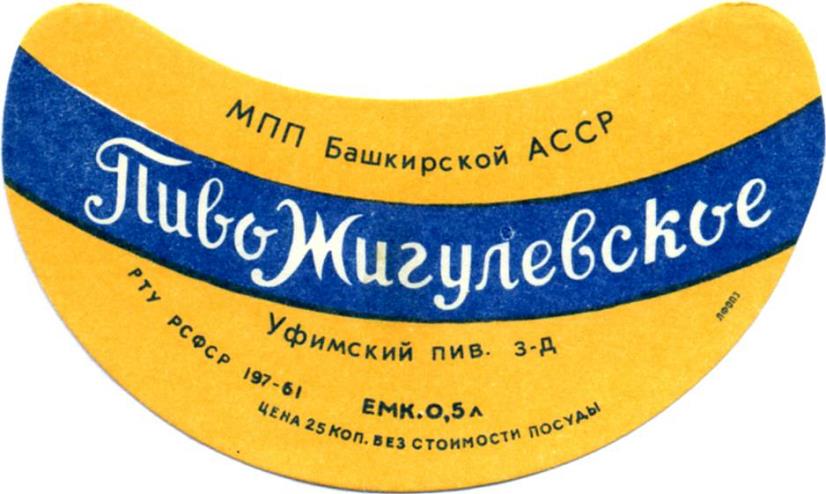 МПП Башкирской АССР
Пиво Жигулевское
Уфимский пив. з-д
РТУ РСФСР 197-61
ЕМК. 0,5 л
ЦЕНА 25 КОП. БЕЗ СТОИМОСТИ ПОСУДЫ